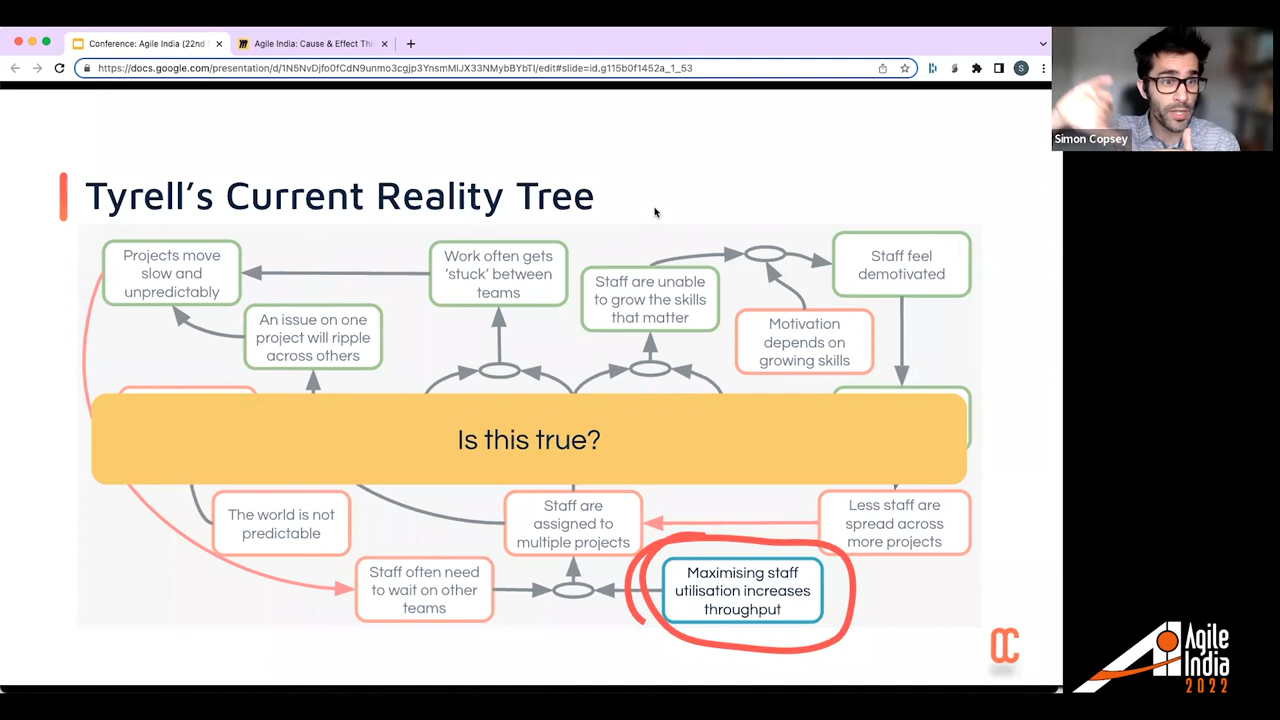 Conference: Agile India (22nd
Agile India: Cause & Effect Thi
https://docs.google.com/presentation/d/1N5NvDjfo0fCdN9unmo3cgjp3YnsmMlJX33NMybBYbTI/edit#slide=id.g115b0f1452a_1_53
S
Simon Copsey
Tyrell's Current Reality Tree
Projects move
slow and
unpredictably
Work often gets
'stuck' between
teams
Staff are unable
to grow the skills
that matter
Staff feel
demotivated
An issue on one
project will ripple
across others
Motivation
depends on
growing skills
Is this true?
The world is not
predictable
Staff are
assigned to
multiple projects
Less staff are
spread across
more projects
Staff often need
to wait on other
teams
Maximising staff
utilisation increases
throughput
OC
Agile
India
2022